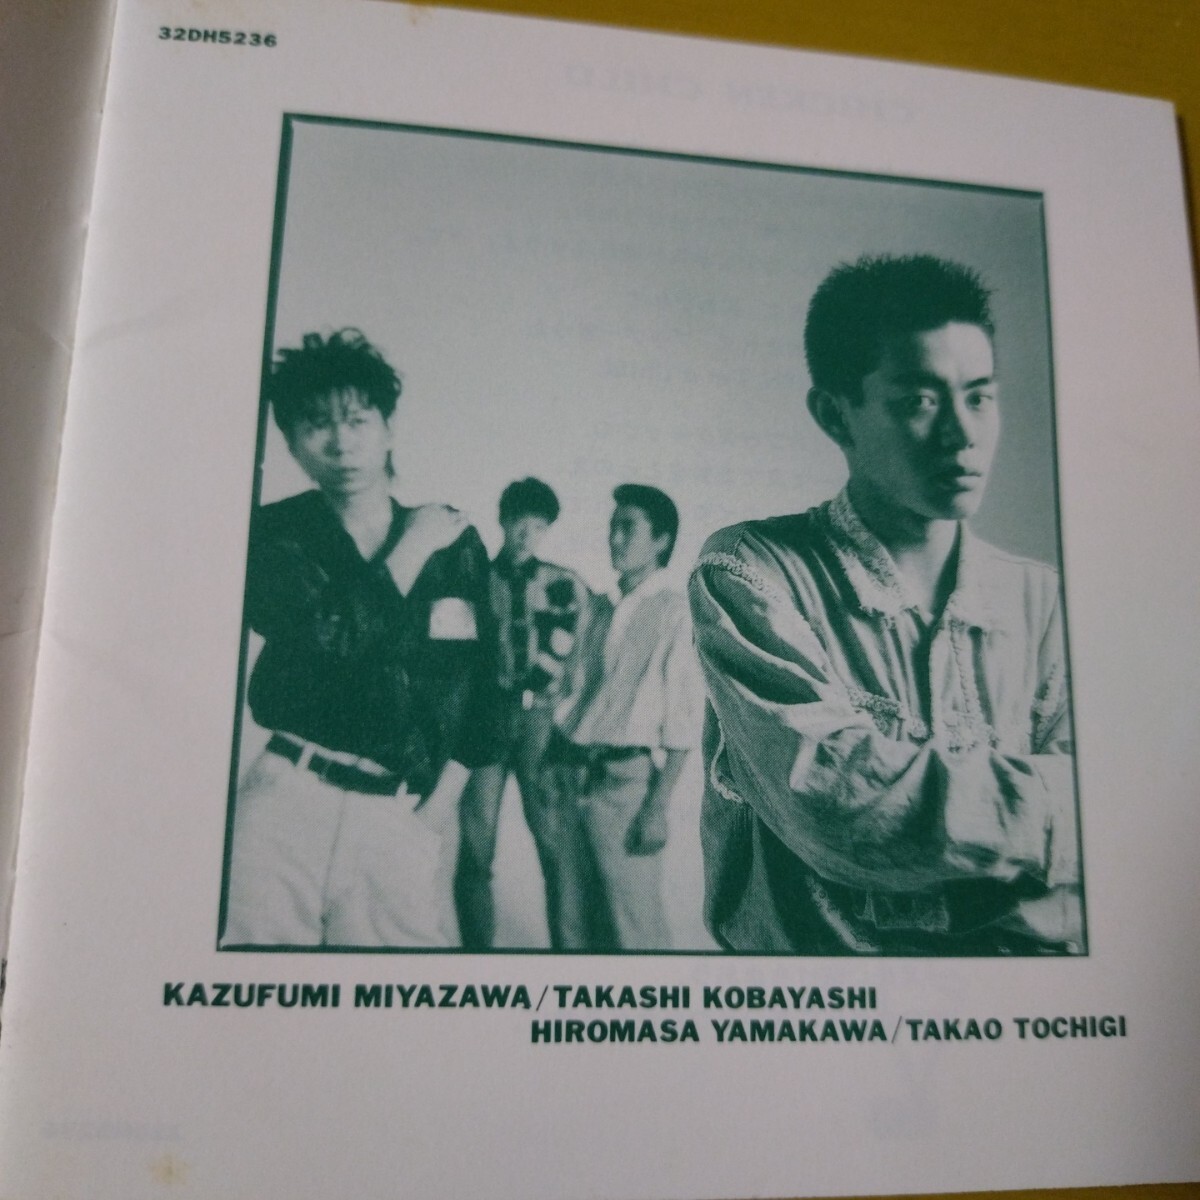 32DH5236
KAZUFUMI MIYAZAWA/TAKASHI KOBAYASHI
HIROMASA YAMAKAWA/TAKAO TOCHIGI